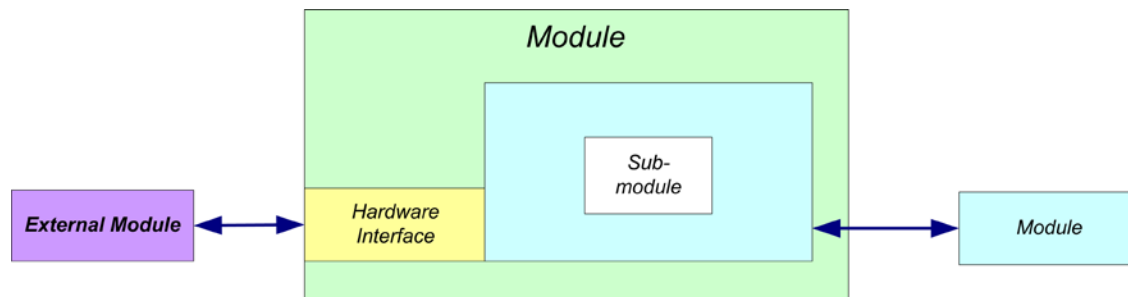 Module
Sub-
module
External Module
Hardware
Interface
Module